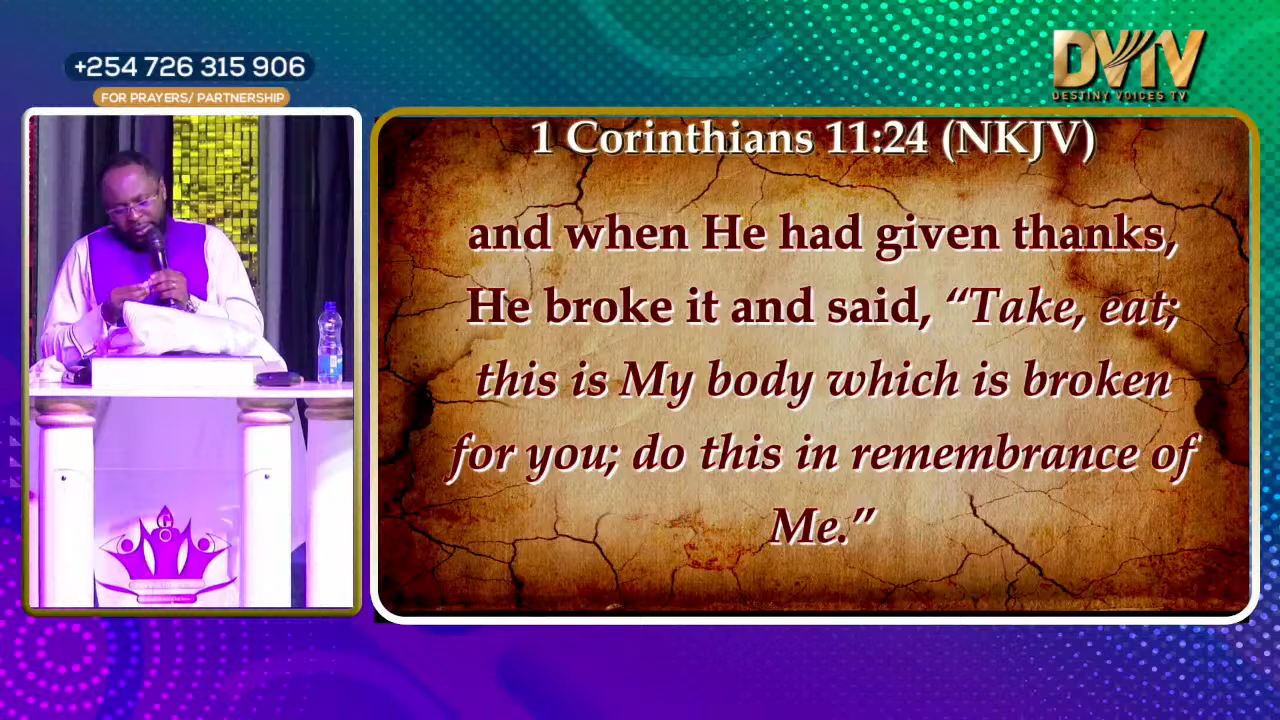 +254 726 315 906
FOR PRAYERS/ PARTNERSHIP
DVTV
DESTINY VOICES TV
1 Corinthians 11:24 (NKJV)
and when He had given thanks,
He broke it and said, “Take, eat;
this is My body which is broken
for you; do this in remembrance of
Me.”